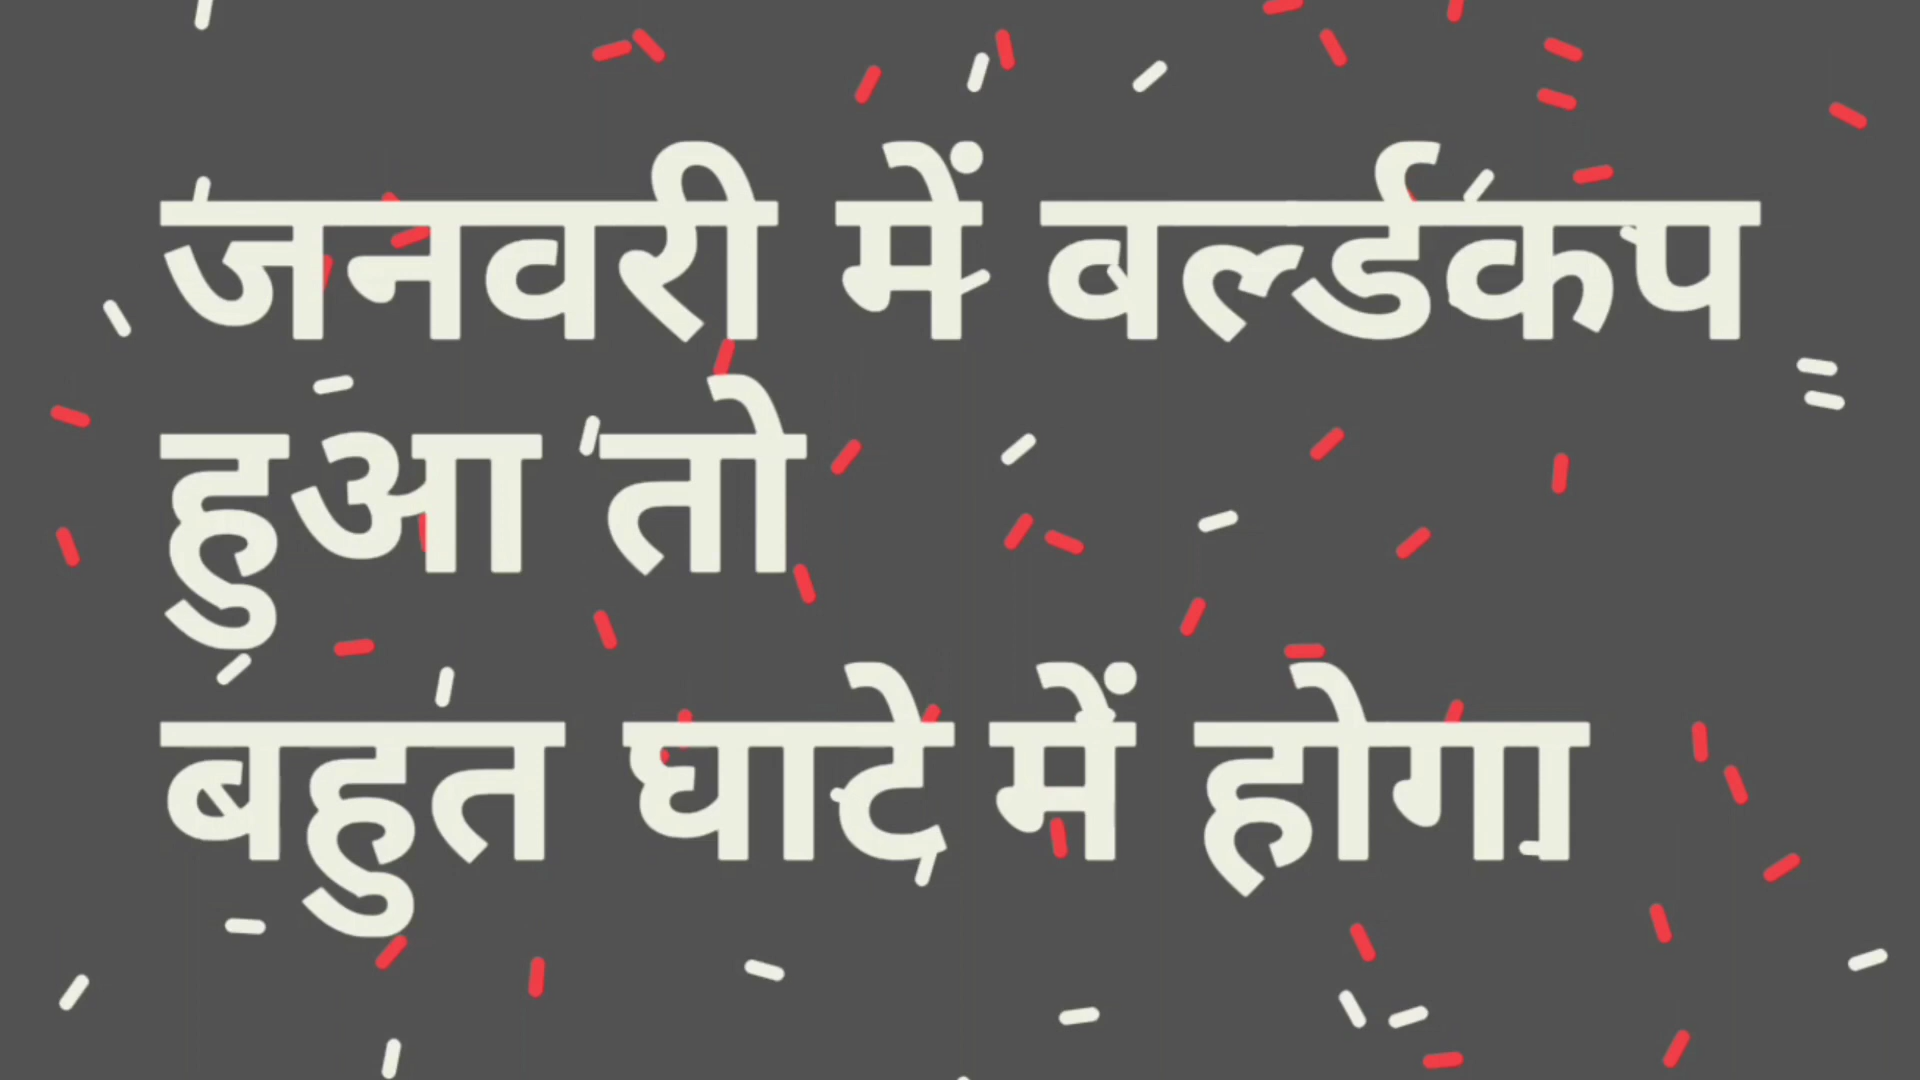 जनवरी में वर्ल्डकप
हुआ तो
बहुत घाटे में होगा